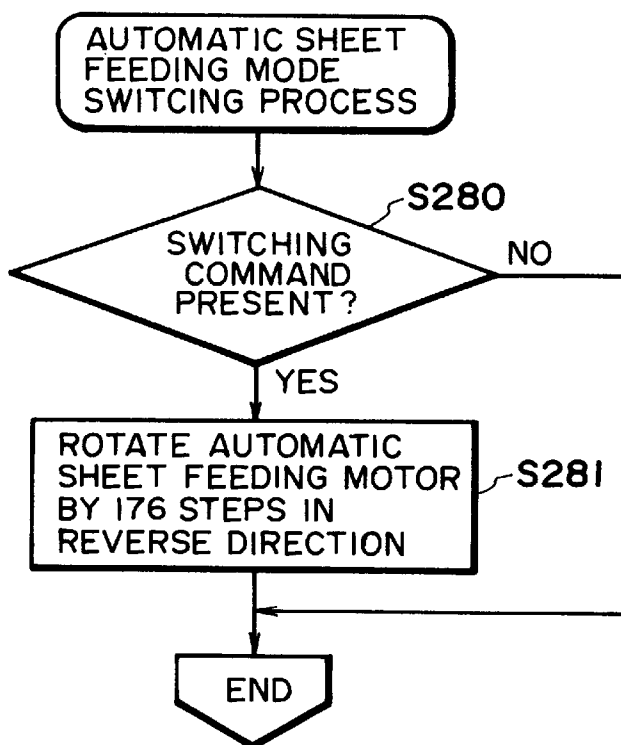 AUTOMATIC SHEET
FEEDING MODE
SWITCING PROCESS
S280
SWITCHING
COMMAND
PRESENT?
NO
YES
ROTATE AUTOMATIC
SHEET FEEDING MOTOR
BY 176 STEPS IN
REVERSE DIRECTION
S281
END